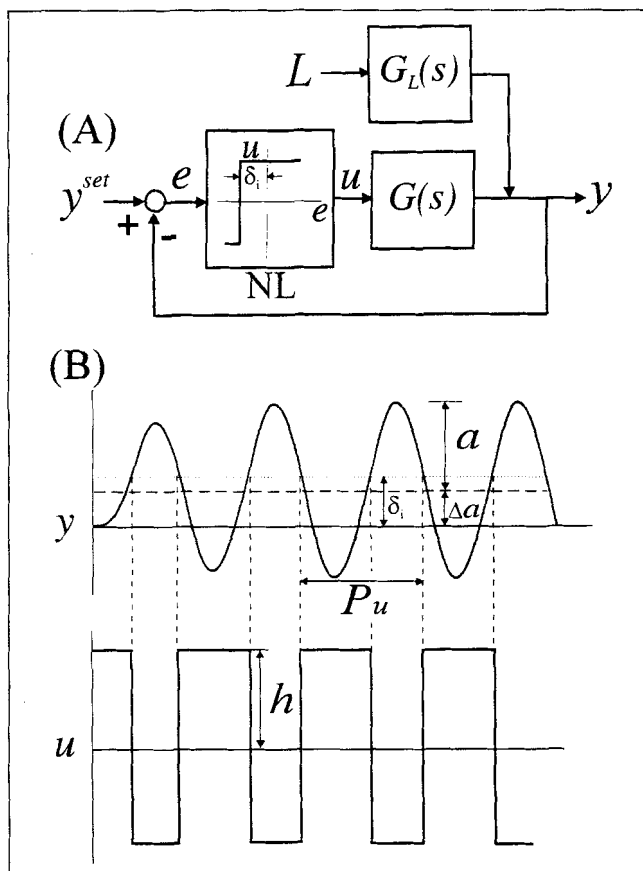 L
G_L(s)
(A)
y^set
e
u
δ_i
e
u
G(s)
y
+
-
NL
(B)
a
δ_i
Δa
y
P_u
h
u